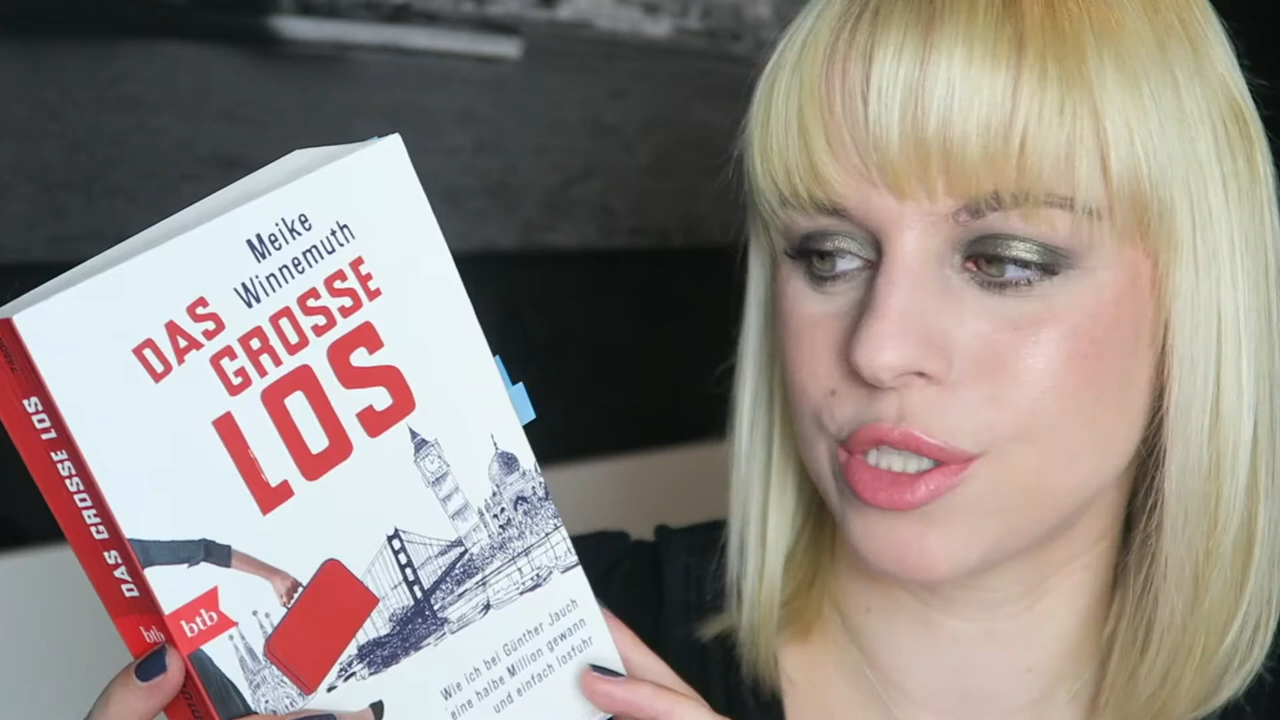 Meike
Winnemuth
DAS
GROSSE
LOS
DAS GROSSE LOS
btb
btb
Wie ich bei Günther Jauch
eine halbe Million gewann
und einfach losfuhr